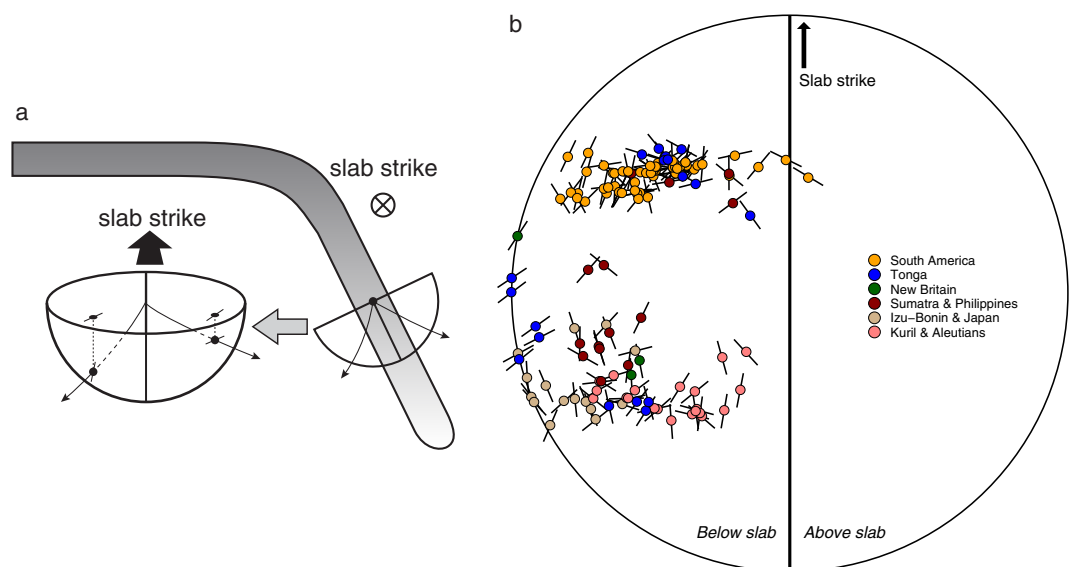 a
slab strike
slab strike
b
Slab strike
South America
Tonga
New Britain
Sumatra & Philippines
Izu−Bonin & Japan
Kuril & Aleutians
Below slab
Above slab